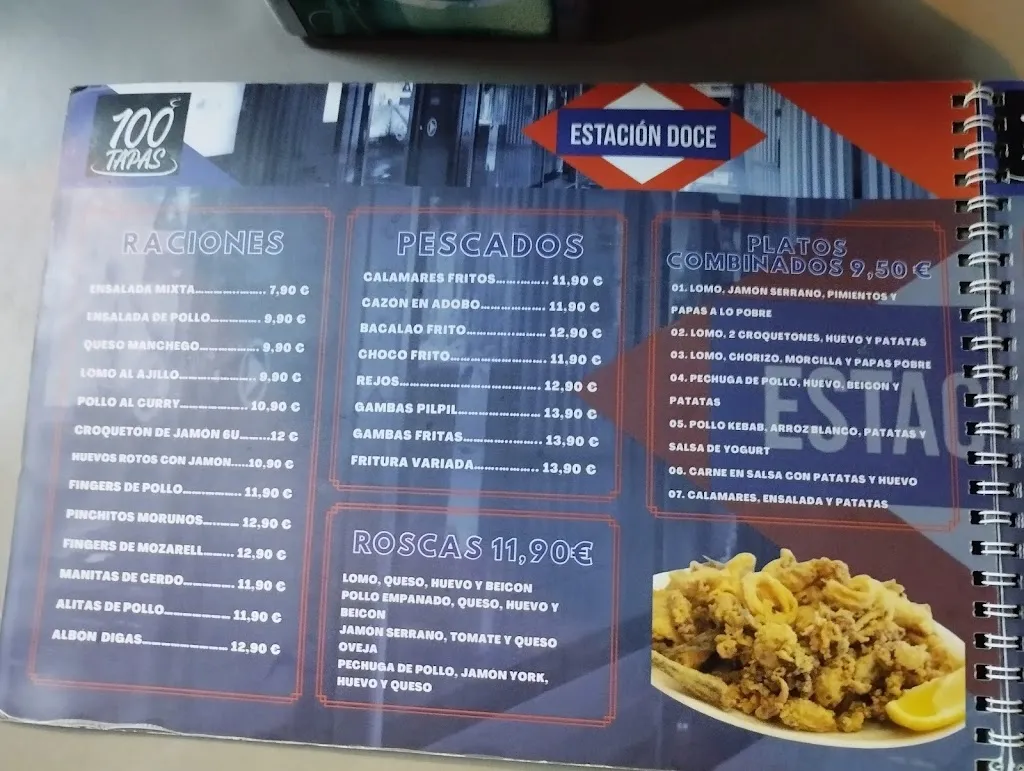 100
TAPAS
ESTACIÓN DOCE
RACIONES
ENSALADA MIXTA................... 7,90 €
ENSALADA DE POLLO............. 9,90 €
QUESO MANCHEGO............... 9,90 €
LOMO AL AJILLO.................... 9,90 €
POLLO AL CURRY.................. 10,90 €
CROQUETON DE JAMON 6U........12 €
HUEVOS ROTOS CON JAMON.....10,90 €
FINGERS DE POLLO............... 11,90 €
PINCHITOS MORUNOS.......... 12,90 €
FINGERS DE MOZARELL......... 12,90 €
MANITAS DE CERDO.............. 11,90 €
ALITAS DE POLLO................. 11,90 €
ALBON DIGAS...................... 12,90 €
PESCADOS
CALAMARES FRITOS.............. 11,90 €
CAZON EN ADOBO................. 11,90 €
BACALAO FRITO.................... 12,90 €
CHOCO FRITO....................... 11,90 €
REJOS................................... 12,90 €
GAMBAS PILPIL..................... 13,90 €
GAMBAS FRITAS.................... 13,90 €
FRITURA VARIADA................. 13,90 €
ROSCAS 11,90€
LOMO, QUESO, HUEVO Y BEICON
POLLO EMPANADO, QUESO, HUEVO Y
BEICON
JAMON SERRANO, TOMATE Y QUESO
OVEJA
PECHUGA DE POLLO, JAMON YORK,
HUEVO Y QUESO
PLATOS
COMBINADOS 9,50 €
01. LOMO, JAMON SERRANO, PIMIENTOS Y
PAPAS A LO POBRE
02. LOMO, 2 CROQUETONES, HUEVO Y PATATAS
03. LOMO, CHORIZO, MORCILLA Y PAPAS POBRE
04. PECHUGA DE POLLO, HUEVO, BEICON Y
PATATAS
05. POLLO KEBAB, ARROZ BLANCO, PATATAS Y
SALSA DE YOGURT
06. CARNE EN SALSA CON PATATAS Y HUEVO
07. CALAMARES, ENSALADA Y PATATAS
ESTAC